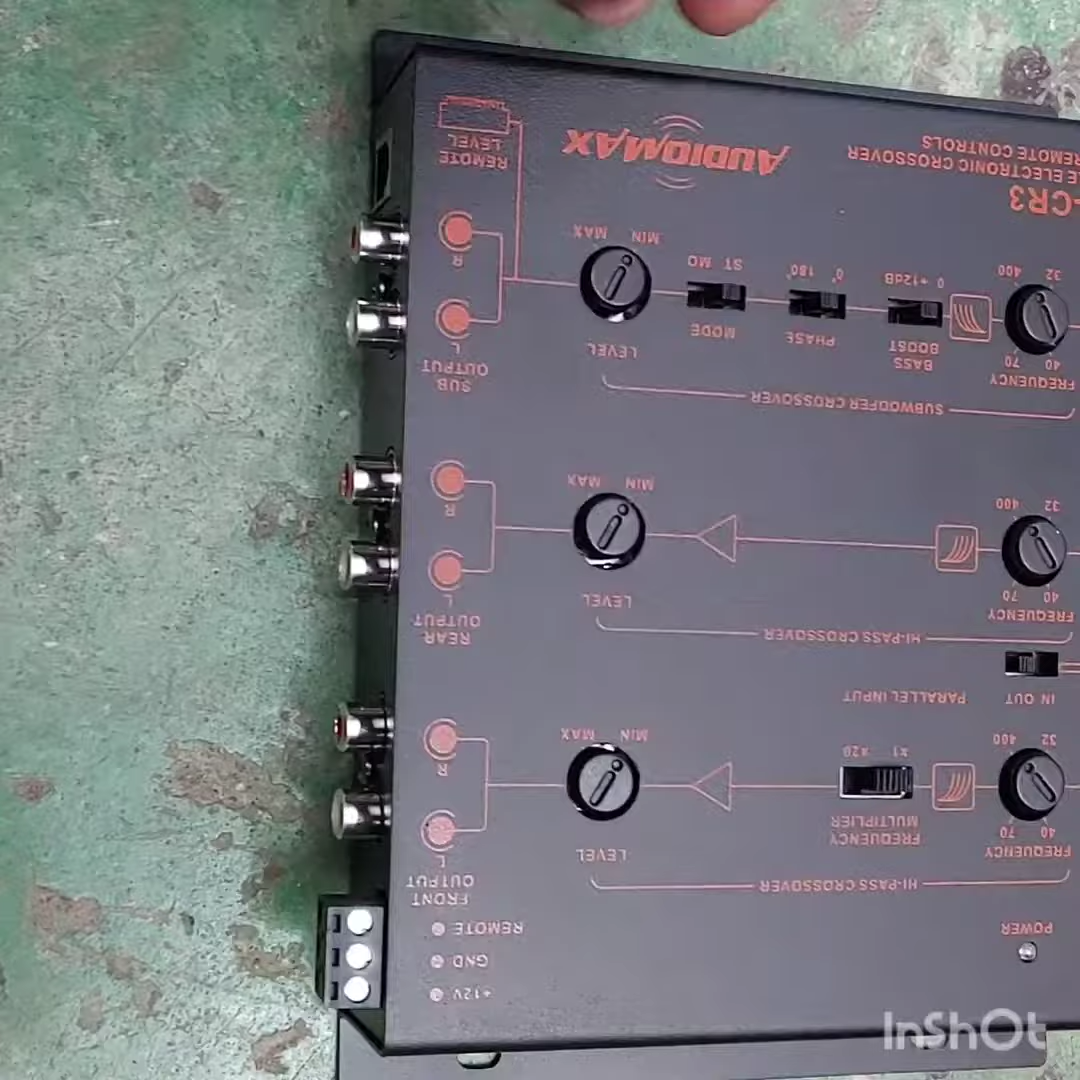 POWER
+12V
GND
REMOTE
HI-PASS CROSSOVER
FRONT
OUTPUT
FREQUENCY
40 70
32 400
FREQUENCY
MULTIPLIER
x1 x20
LEVEL
MIN MAX
L
R
IN OUT
PARALLEL INPUT
HI-PASS CROSSOVER
REAR
OUTPUT
FREQUENCY
40 70
32 400
LEVEL
MIN MAX
L
R
SUBWOOFER CROSSOVER
SUB
OUTPUT
FREQUENCY
40 70
32 400
BASS
BOOST
0 +12dB
PHASE
0° 180°
MODE
ST MO
LEVEL
MIN MAX
L
R
-CR3
ELECTRONIC CROSSOVER
REMOTE CONTROLS
AUDIOMAX
REMOTE
LEVEL
InShOt